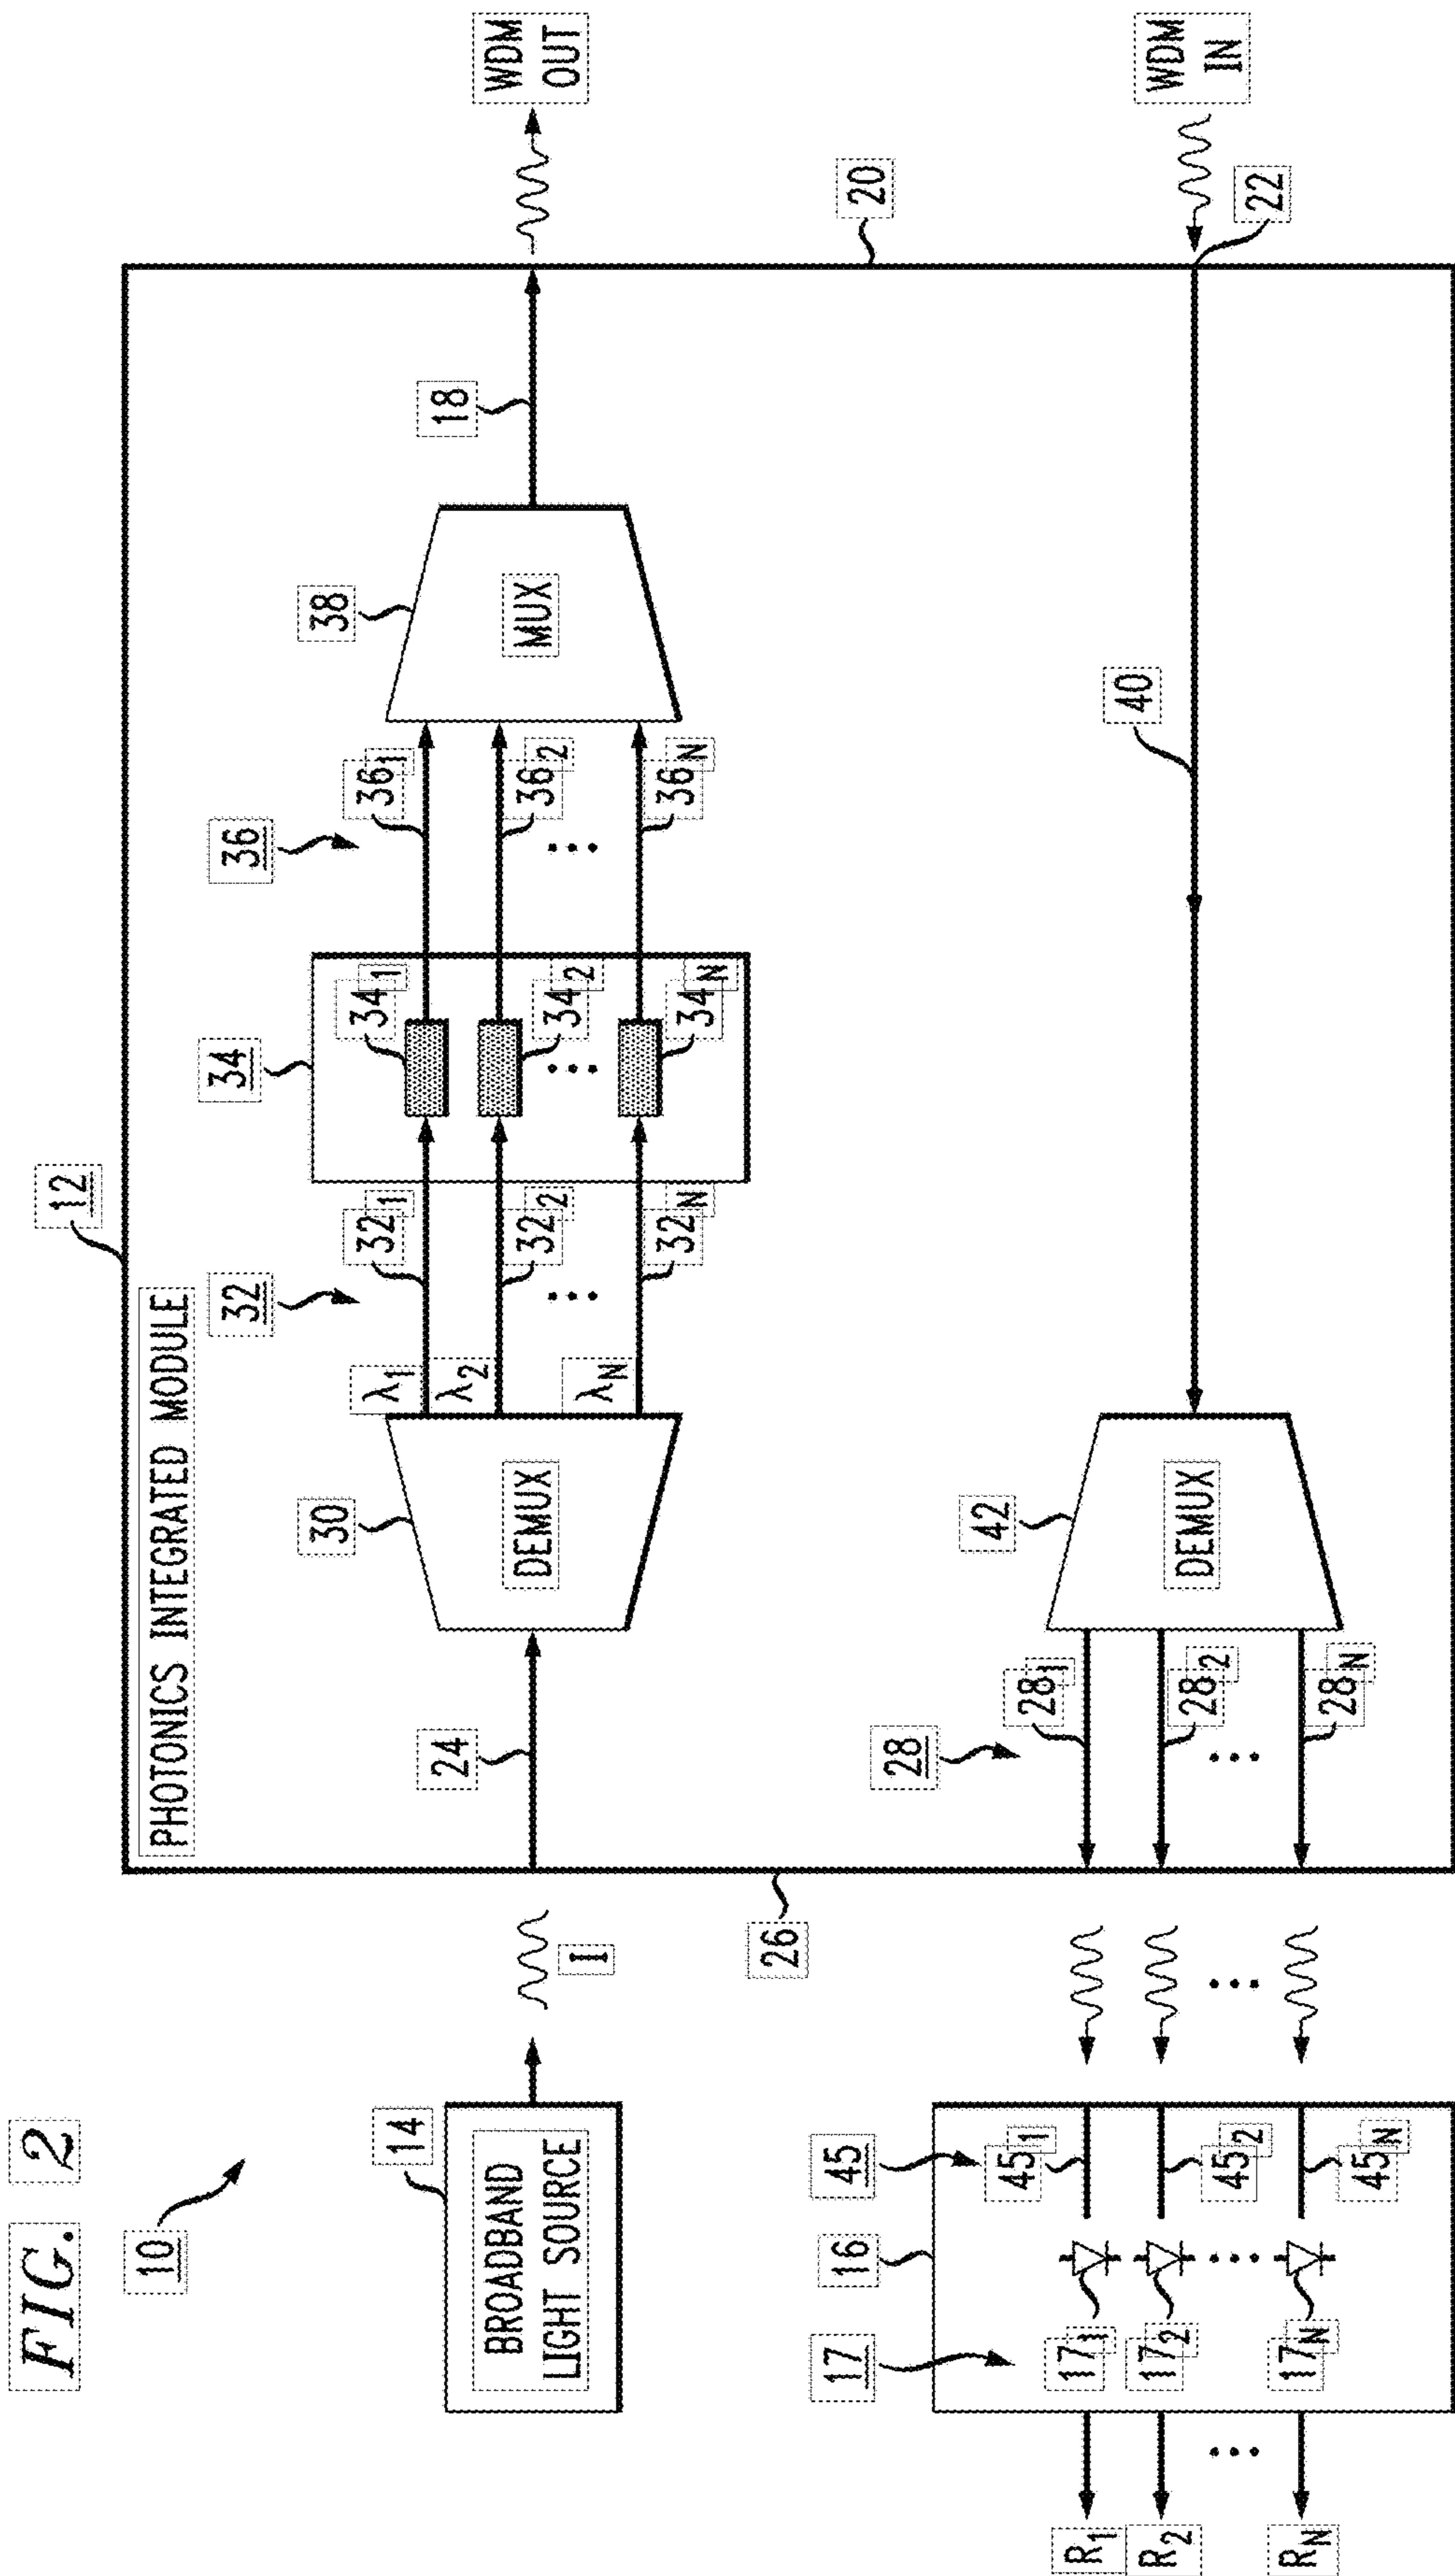 FIG. 2
10
12
PHOTONICS INTEGRATED MODULE
14
BROADBAND
LIGHT SOURCE
I
24
30
DEMUX
λ1
λ2
λN
32
32₁
32₂
32N
34
34₁
34₂
34N
36
36₁
36₂
36N
38
MUX
18
WDM
OUT
20
26
WDM
IN
22
40
42
DEMUX
28
28₁
28₂
28N
16
45
45₁
45₂
45N
17
17₁
17₂
17N
R₁
R₂
RN